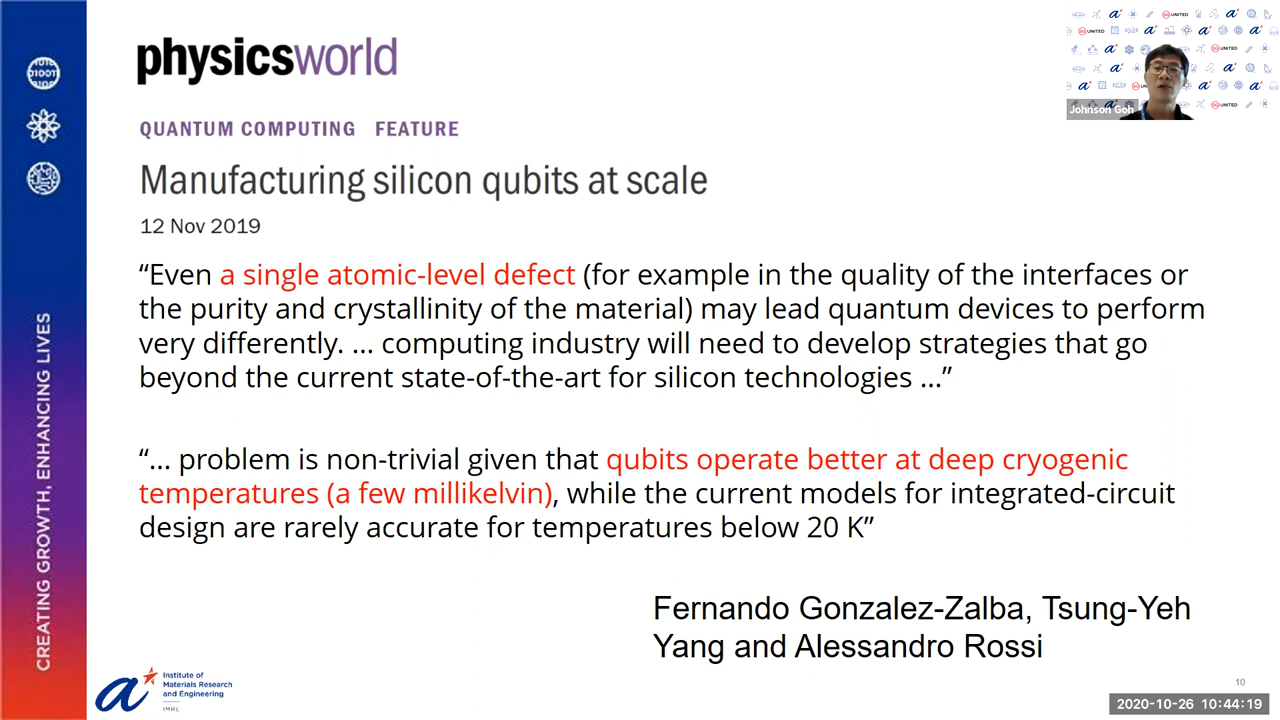 physicsworld
QUANTUM COMPUTING FEATURE
Manufacturing silicon qubits at scale
12 Nov 2019
“Even a single atomic-level defect (for example in the quality of the interfaces or
the purity and crystallinity of the material) may lead quantum devices to perform
very differently. … computing industry will need to develop strategies that go
beyond the current state-of-the-art for silicon technologies …”
“… problem is non-trivial given that qubits operate better at deep cryogenic
temperatures (a few millikelvin), while the current models for integrated-circuit
design are rarely accurate for temperatures below 20 K”
Fernando Gonzalez-Zalba, Tsung-Yeh
Yang and Alessandro Rossi
CREATING GROWTH, ENHANCING LIVES
Institute of
Materials Research
and Engineering
IMRE
10
2020-10-26 10:44:19
Johnson Goh